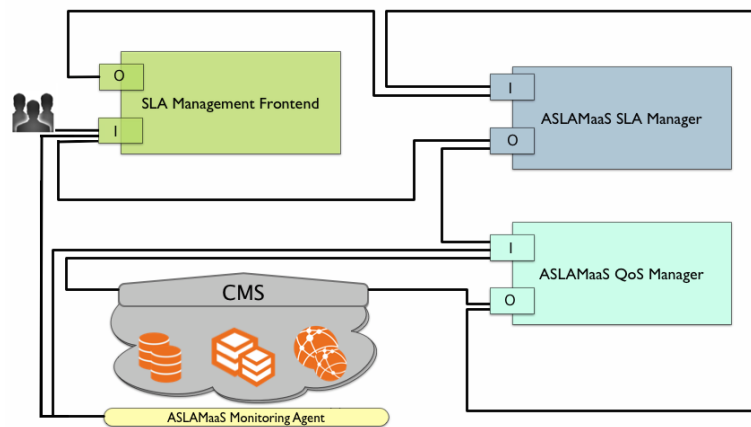 O
SLA Management Frontend
I
I
ASLAMaaS SLA Manager
O
I
ASLAMaaS QoS Manager
O
CMS
ASLAMaaS Monitoring Agent